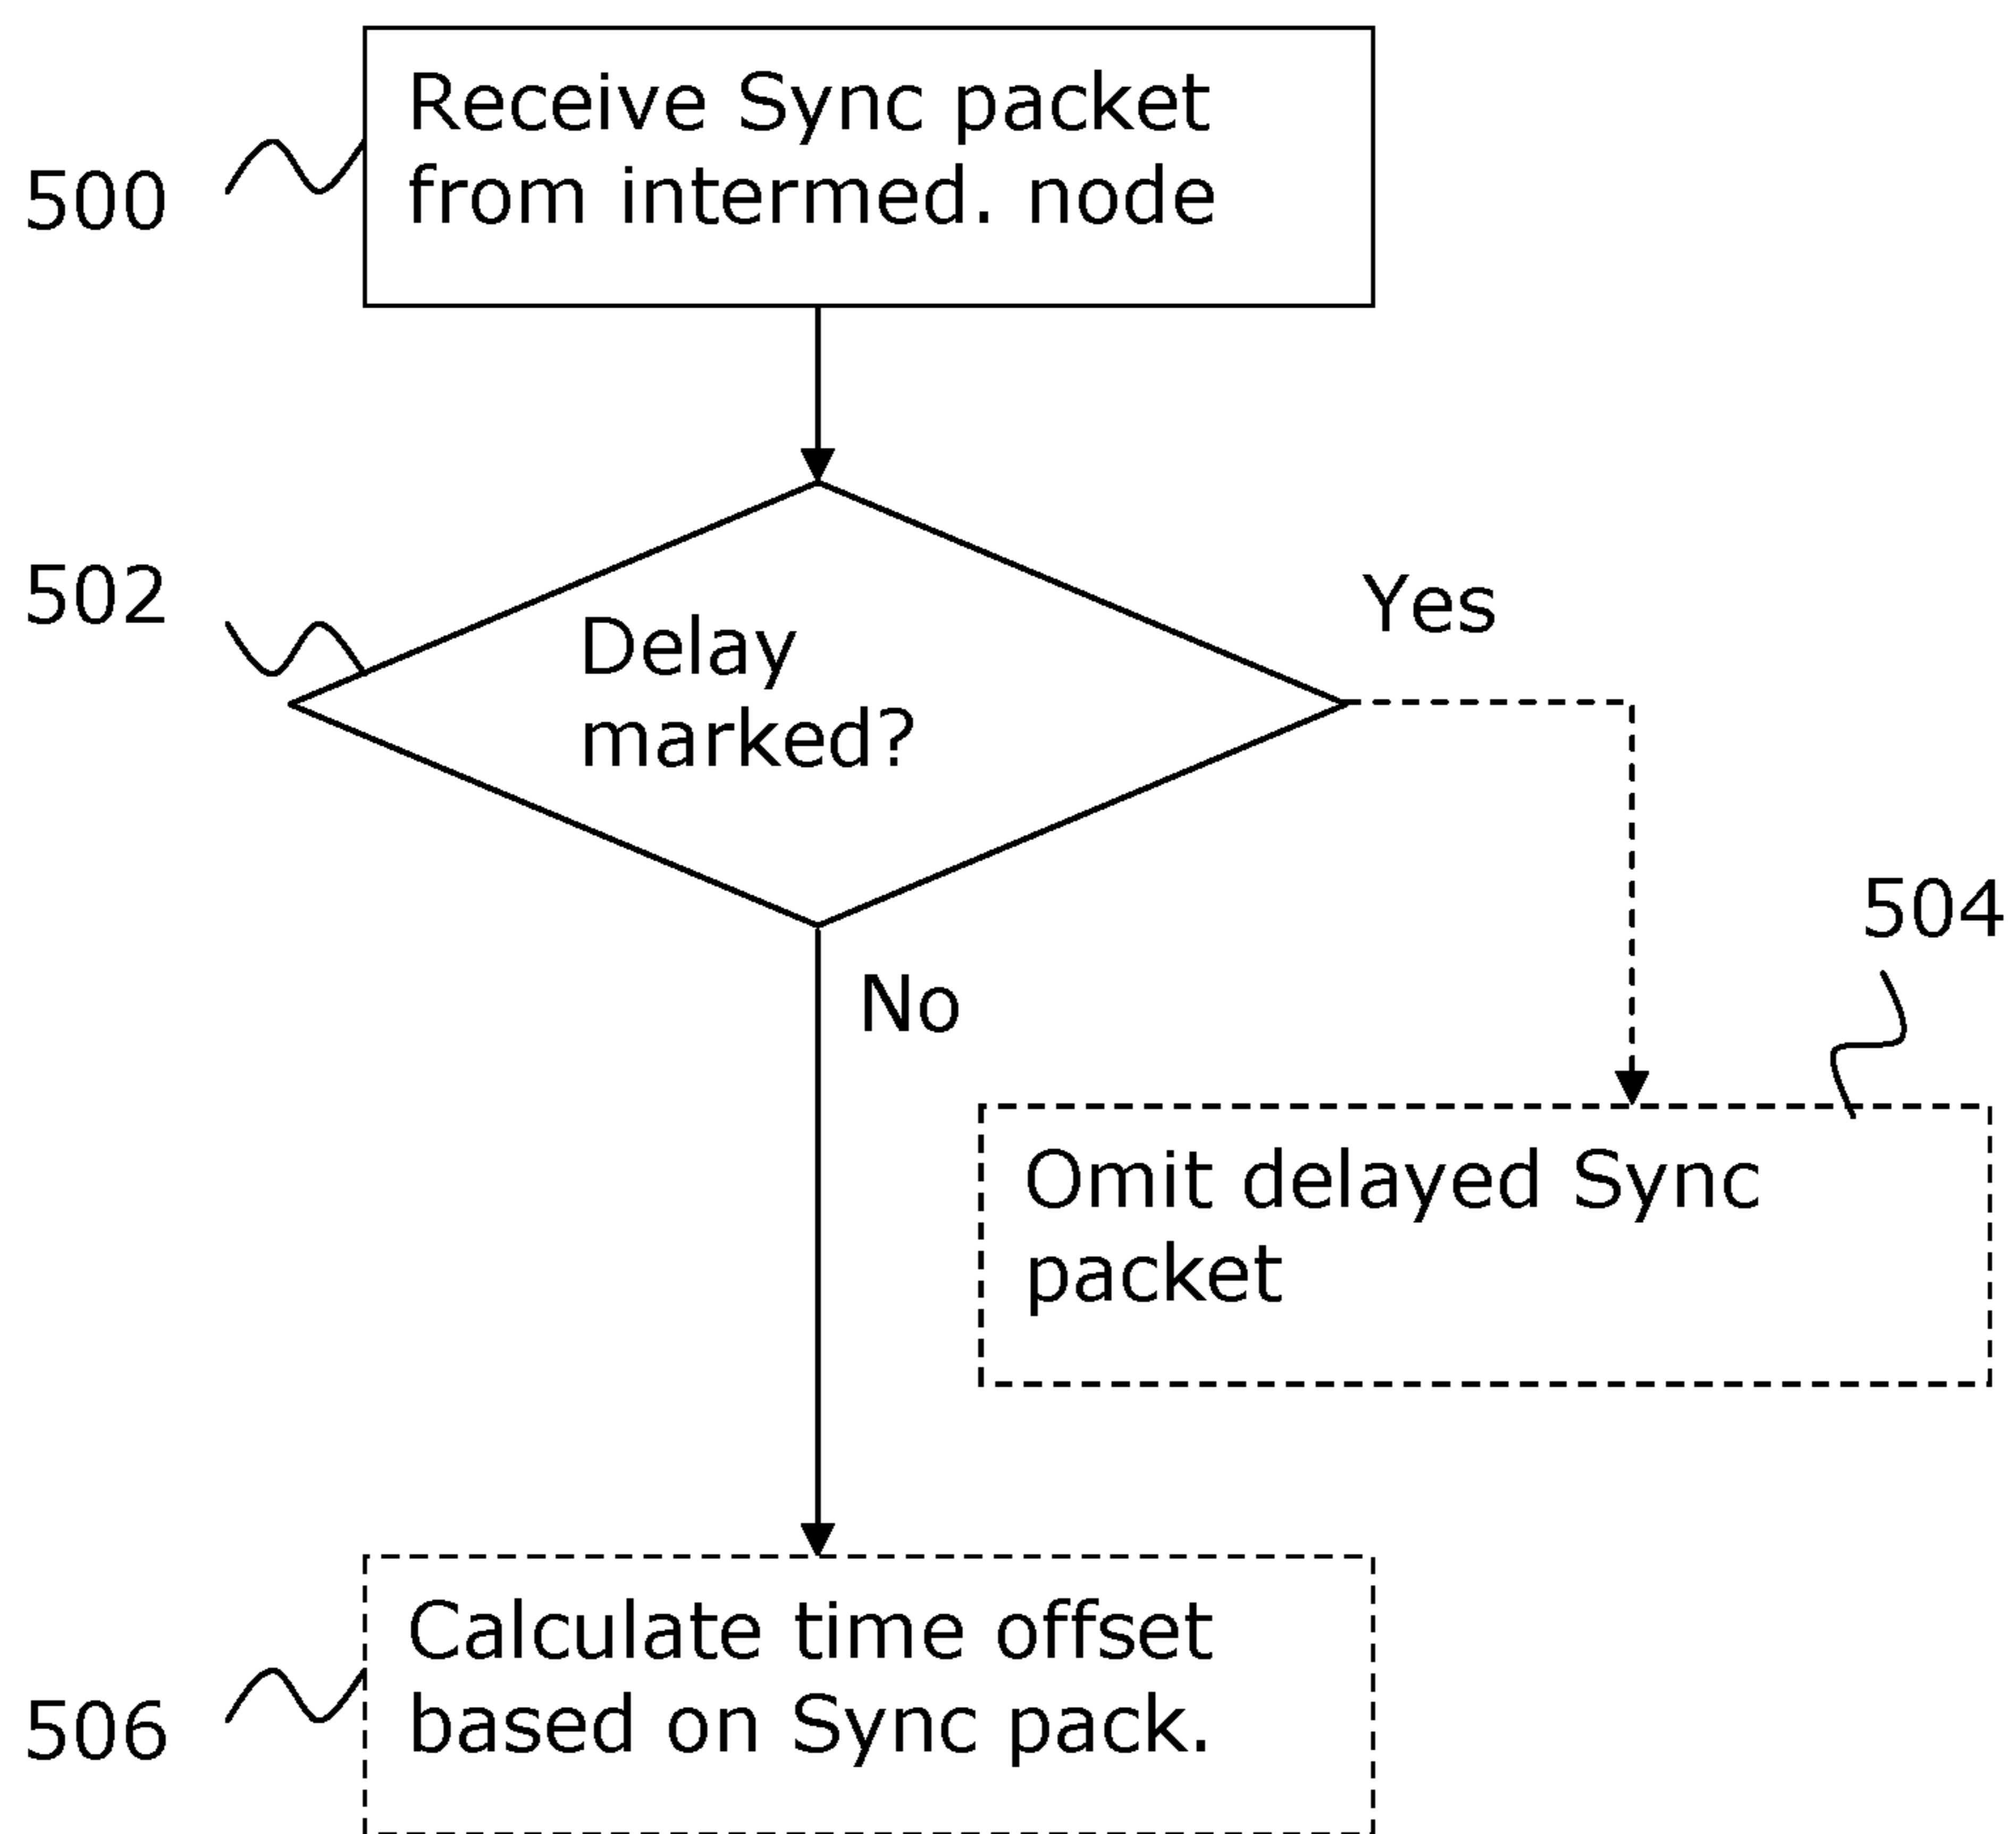 Receive Sync packet
from intermed. node
500
502
Delay
marked?
Yes
504
No
Omit delayed Sync
packet
Calculate time offset
based on Sync pack.
506